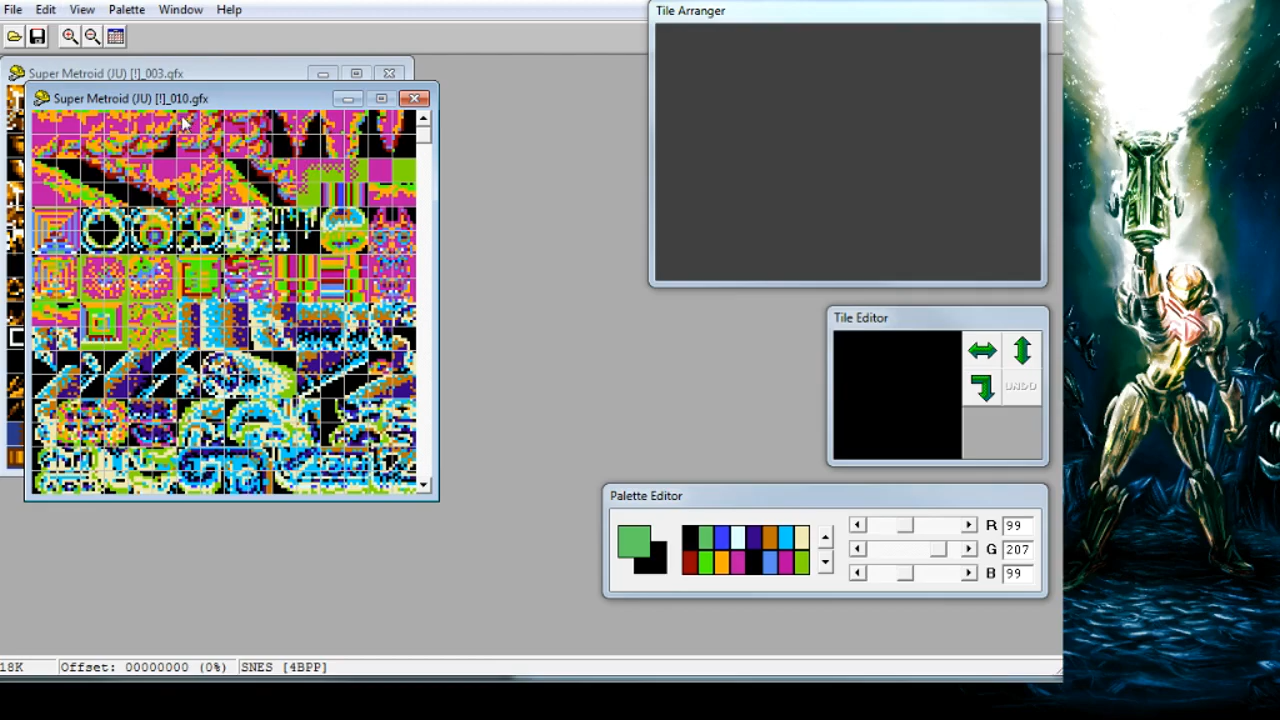 File Edit View Palette Window Help
Tile Arranger
Super Metroid (JU) [!]_003.gfx
Super Metroid (JU) [!]_010.gfx
Tile Editor
UNDO
Palette Editor
R 99
G 207
B 99
18K Offset: 00000000 (0%) SNES [4BPP]